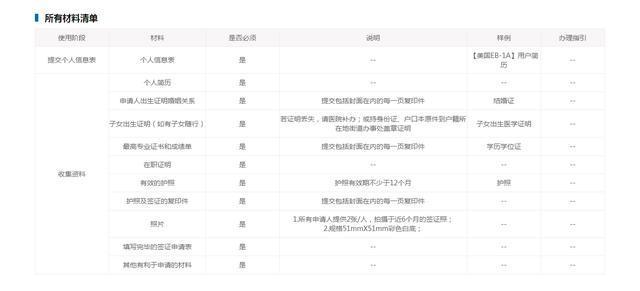 所有材料清单
使用阶段 材料 是否必须 说明 样例 办理指引
提交个人信息表 个人信息表 是 -- 【美国EB-1A】用户简历 --
收集资料
个人简历 是 -- -- --
申请人出生证明婚姻关系 是 提交包括封面在内的每一页复印件 结婚证 --
子女出生证明（如有子女随行） 是 若证明丢失，请医院补办；或持身份证、户口本原件到户籍所在地街道办事处盖章证明 子女出生医学证明 --
最高专业证书和成绩单 是 提交包括封面在内的每一页复印件 学历学位证 --
在职证明 是 -- -- --
有效的护照 是 护照有效期不少于12个月 护照 --
护照及签证的复印件 是 提交包括封面在内的每一页复印件 -- --
照片 是 1.所有申请人提供2张/人，拍摄于近6个月的签证照；
2.规格51mmX51mm彩色白底； -- --
填写完毕的签证申请表 是 -- -- --
其他有利于申请的材料 是 -- -- --